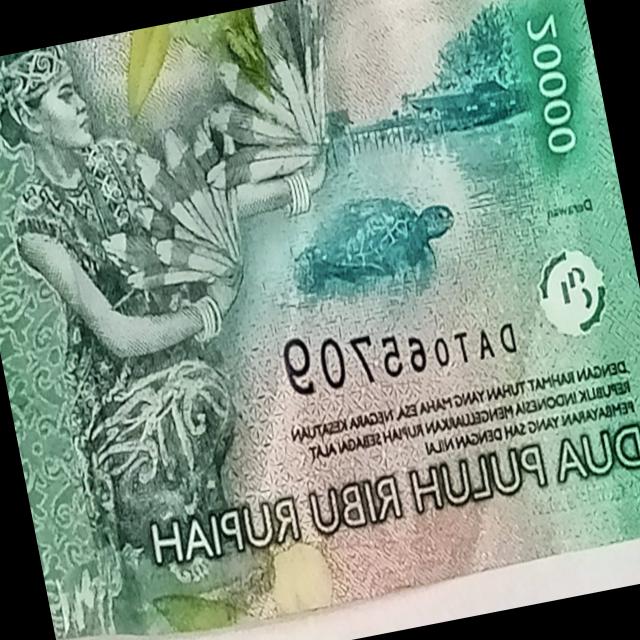 20000
Derawan
DAT065709
DENGAN RAHMAT TUHAN YANG MAHA ESA, NEGARA KESATUAN
REPUBLIK INDONESIA MENGELUARKAN RUPIAH SEBAGAI ALAT
PEMBAYARAN YANG SAH DENGAN NILAI
DUA PULUH RIBU RUPIAH